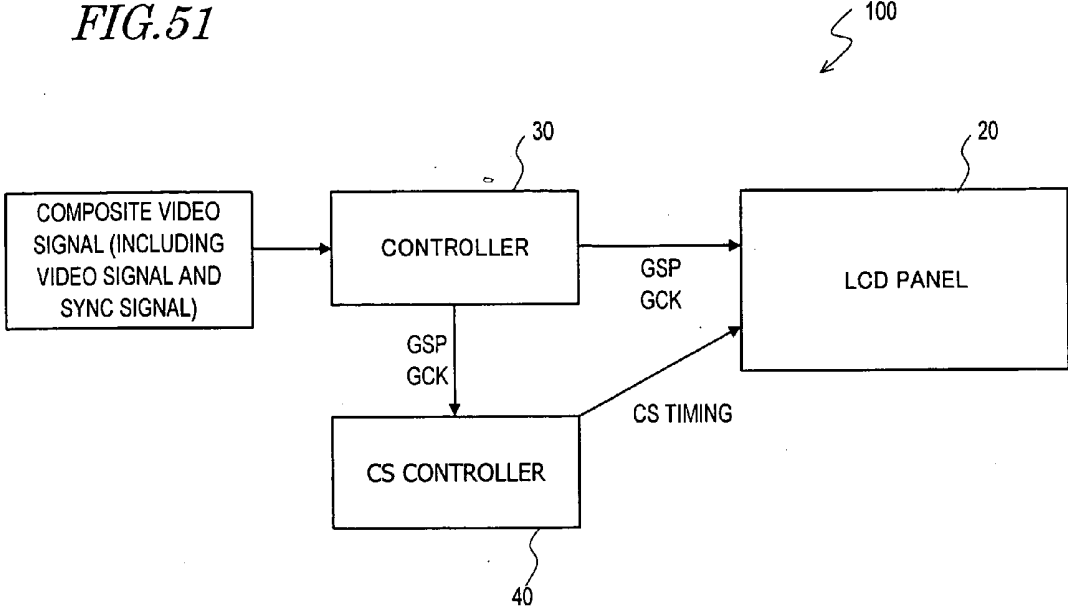 FIG.51
100
30
20
COMPOSITE VIDEO
SIGNAL (INCLUDING
VIDEO SIGNAL AND
SYNC SIGNAL)
CONTROLLER
GSP
GCK
LCD PANEL
GSP
GCK
CS TIMING
CS CONTROLLER
40